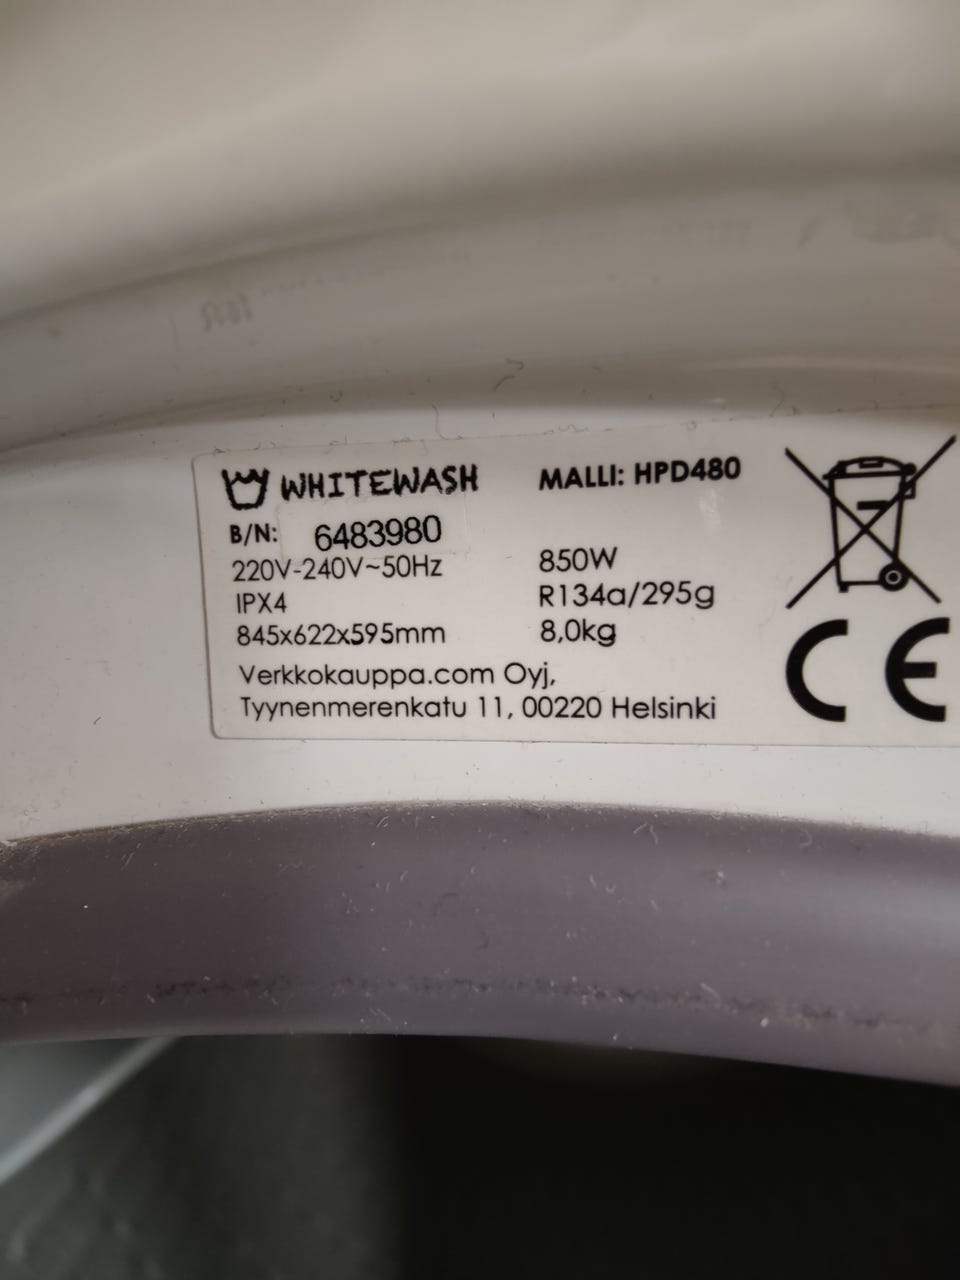 WHITEWASH
MALLI: HPD480
B/N: 6483980
220V-240V~50Hz
850W
IPX4
R134a/295g
845x622x595mm
8,0kg
Verkkokauppa.com Oyj,
Tyynenmerenkatu 11, 00220 Helsinki
CE